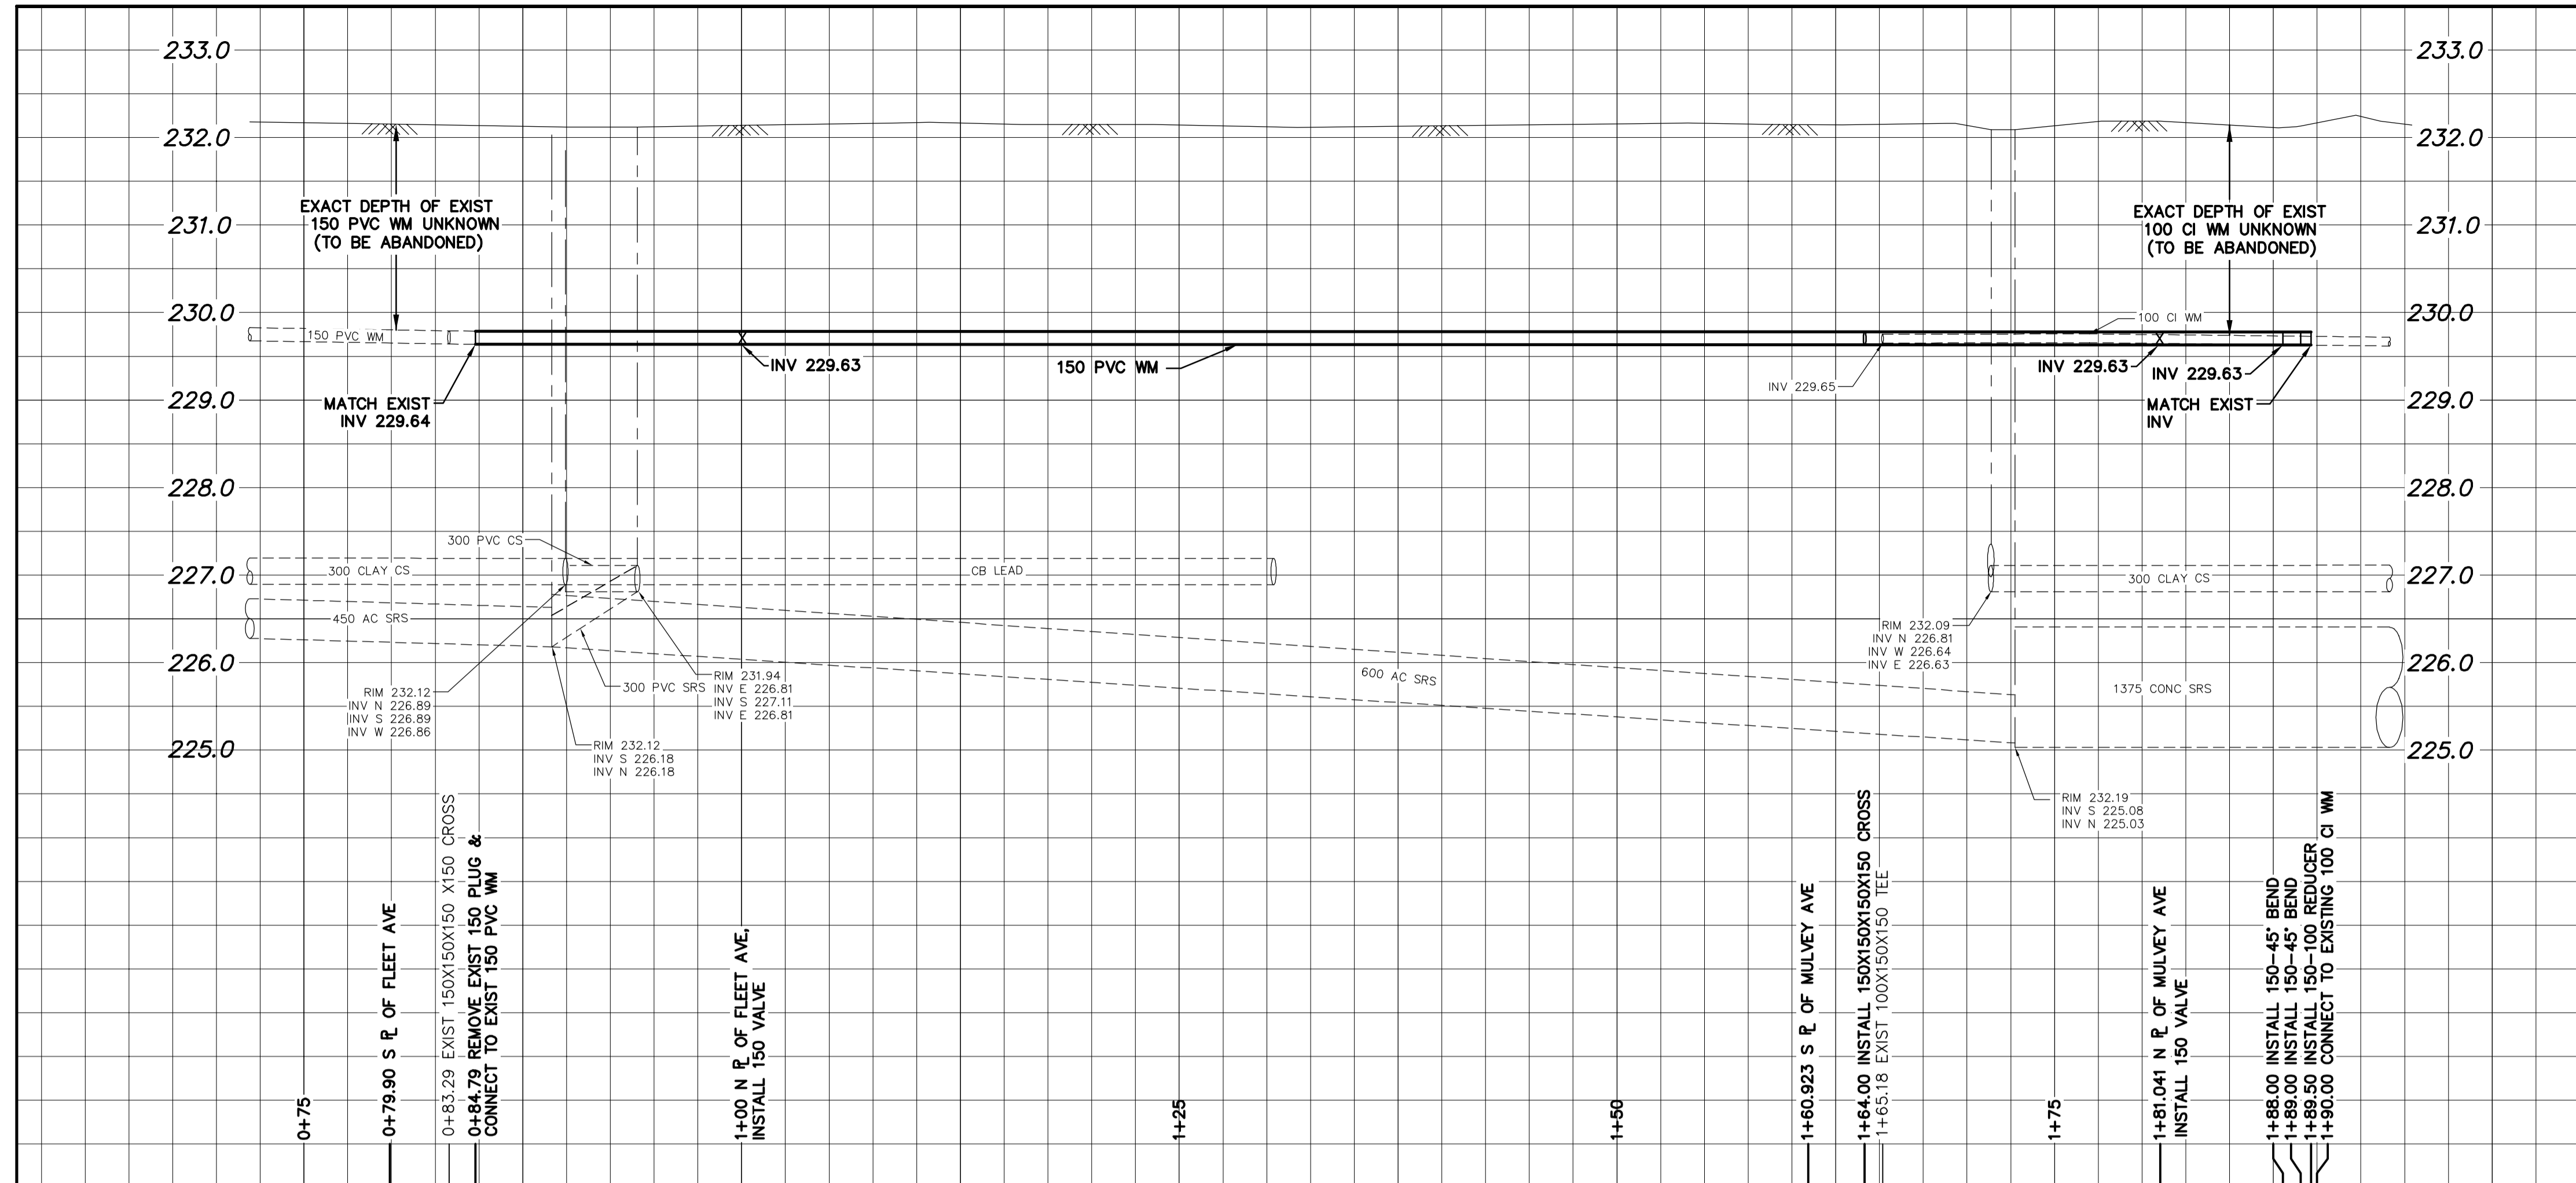 233.0
233.0
232.0
232.0
EXACT DEPTH OF EXIST
150 PVC WM UNKNOWN
(TO BE ABANDONED)
EXACT DEPTH OF EXIST
100 CI WM UNKNOWN
(TO BE ABANDONED)
231.0
231.0
230.0
230.0
150 PVC WM
100 CI WM
INV 229.63
150 PVC WM
INV 229.65
INV 229.63
INV 229.63
229.0
MATCH EXIST
INV 229.64
MATCH EXIST
INV
229.0
228.0
228.0
300 PVC CS
227.0
300 CLAY CS
CB LEAD
300 CLAY CS
227.0
450 AC SRS
RIM 232.09
INV N 226.81
INV W 226.64
INV E 226.63
226.0
226.0
RIM 232.12
INV N 226.89
INV S 226.89
INV W 226.86
300 PVC SRS
RIM 231.94
INV E 226.81
INV S 227.11
INV E 226.81
600 AC SRS
1375 CONC SRS
225.0
RIM 232.12
INV S 226.18
INV N 226.18
225.0
RIM 232.19
INV S 225.08
INV N 225.03
0+75
0+79.90 S PL OF FLEET AVE
0+83.29 EXIST 150X150X150 X150 CROSS
0+84.79 REMOVE EXIST 150 PLUG &
CONNECT TO EXIST 150 PVC WM
1+00 N PL OF FLEET AVE,
INSTALL 150 VALVE
1+25
1+50
1+60.923 S PL OF MULVEY AVE
1+64.00 INSTALL 150X150X150X150 CROSS
1+65.18 EXIST 100X150X150 TEE
1+75
1+81.041 N PL OF MULVEY AVE
INSTALL 150 VALVE
1+88.00 INSTALL 150-45° BEND
1+89.00 INSTALL 150-45° BEND
1+89.50 INSTALL 150-100 REDUCER
1+90.00 CONNECT TO EXISTING 100 CI WM